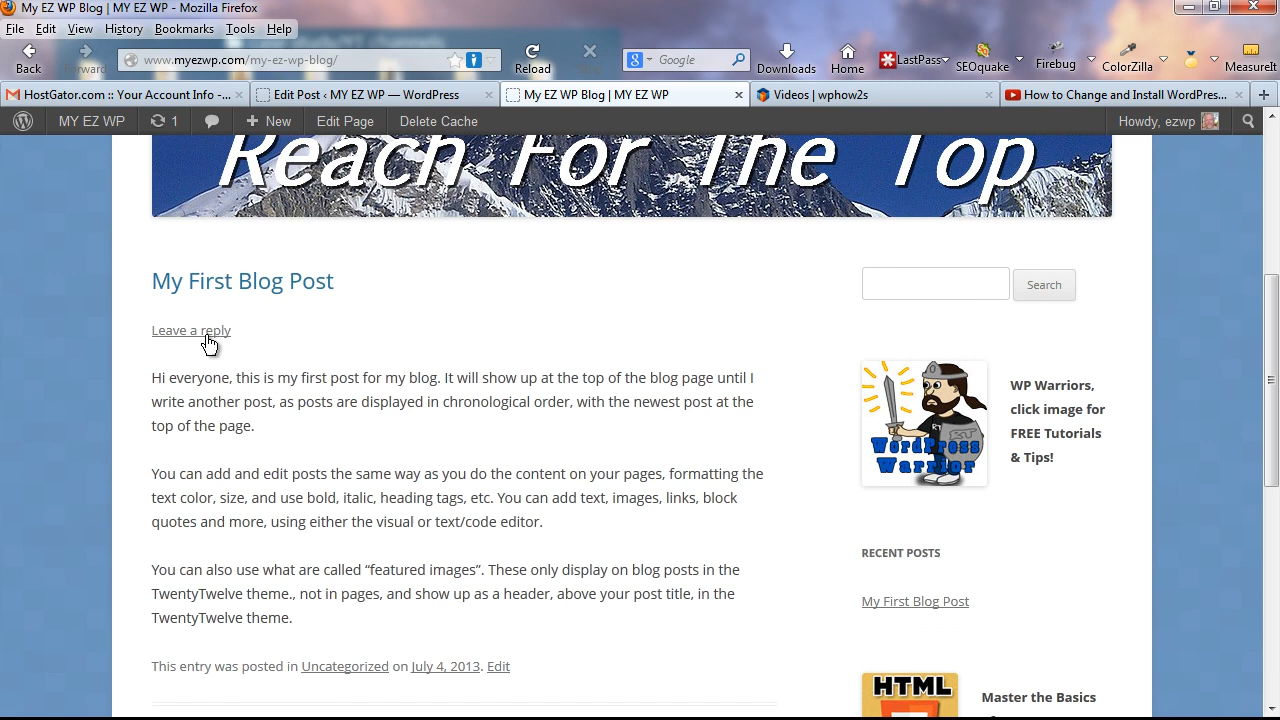 My EZ WP Blog | MY EZ WP - Mozilla Firefox
File Edit View History Bookmarks Tools Help
Back Forward www.myezwp.com/my-ez-wp-blog/ Reload Google Downloads Home LastPass SEOquake Firebug ColorZilla MeasureIt
HostGator.com :: Your Account Info -... Edit Post ‹ MY EZ WP — WordPress My EZ WP Blog | MY EZ WP Videos | wphow2s How to Change and Install WordPres...
MY EZ WP 1 + New Edit Page Delete Cache Howdy, ezwp
Reach For The Top
My First Blog Post
Search
Leave a reply
Hi everyone, this is my first post for my blog. It will show up at the top of the blog page until I
write another post, as posts are displayed in chronological order, with the newest post at the
top of the page.
You can add and edit posts the same way as you do the content on your pages, formatting the
text color, size, and use bold, italic, heading tags, etc. You can add text, images, links, block
quotes and more, using either the visual or text/code editor.
You can also use what are called “featured images”. These only display on blog posts in the
TwentyTwelve theme., not in pages, and show up as a header, above your post title, in the
TwentyTwelve theme.
This entry was posted in Uncategorized on July 4, 2013. Edit
WordPress
Warrior
WP Warriors,
click image for
FREE Tutorials
& Tips!
RECENT POSTS
My First Blog Post
HTML
Master the Basics